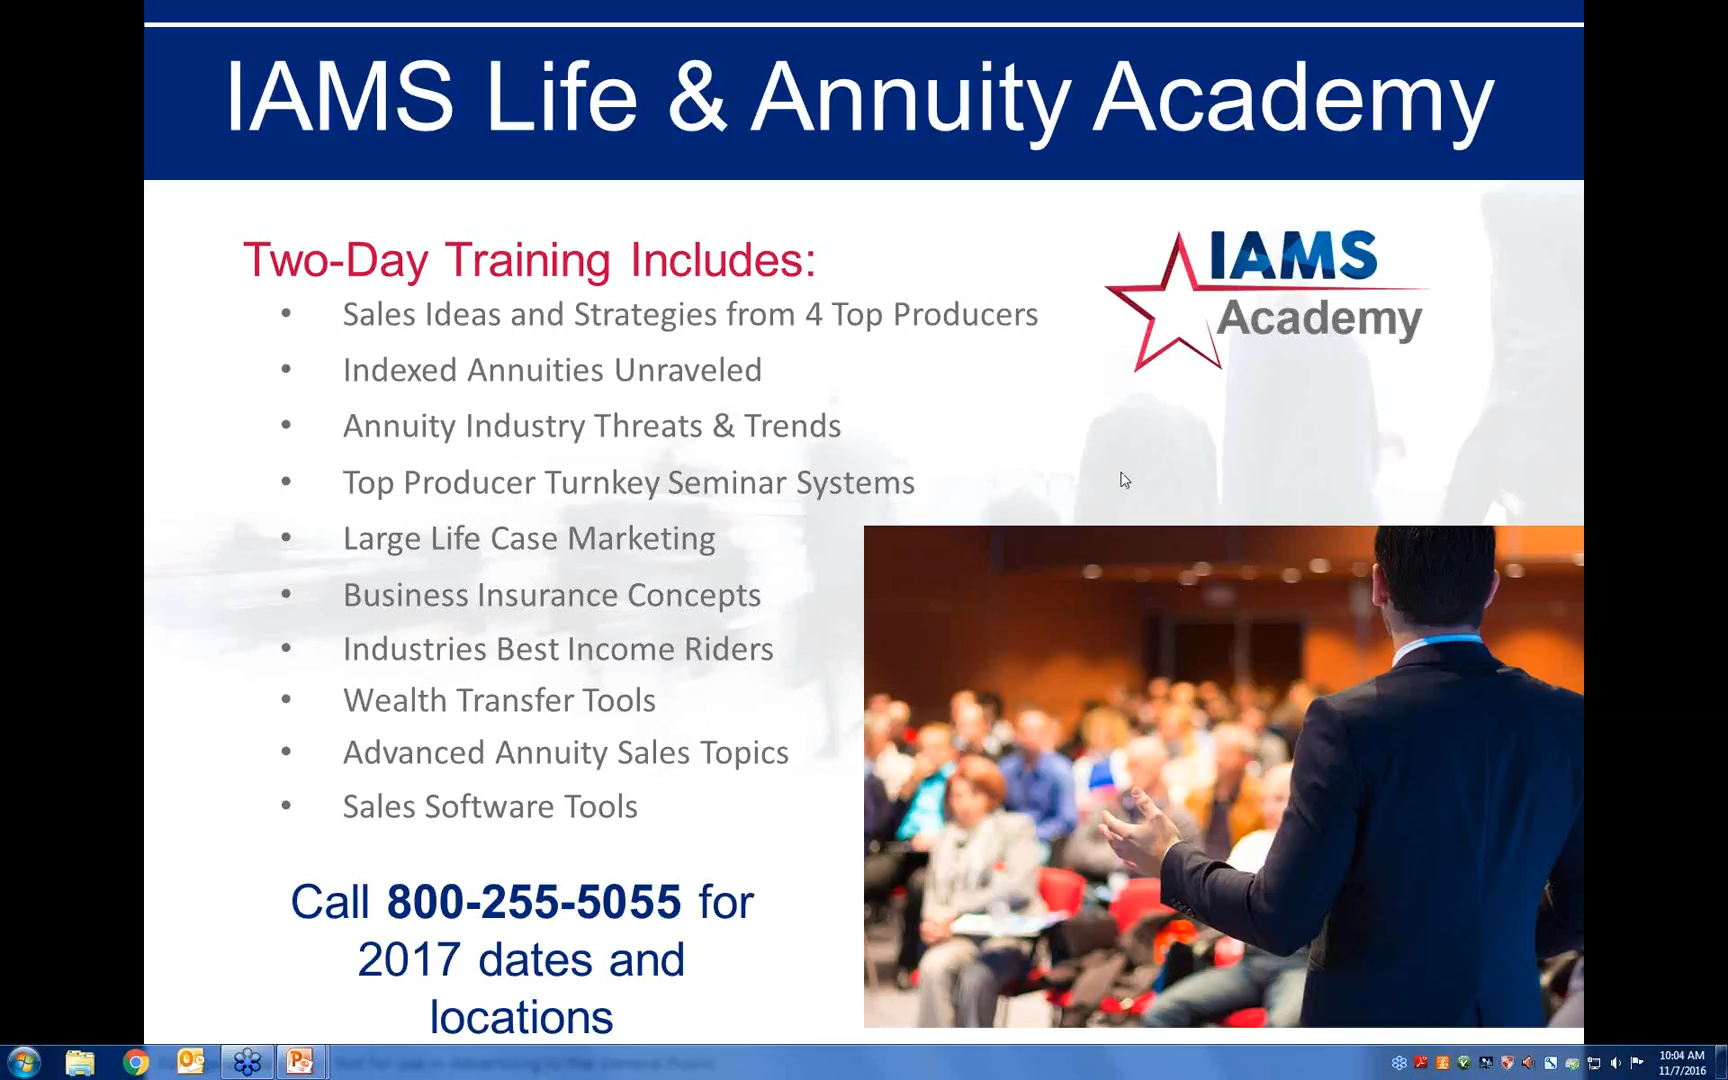 IAMS Life & Annuity Academy
Two-Day Training Includes:
• Sales Ideas and Strategies from 4 Top Producers
• Indexed Annuities Unraveled
• Annuity Industry Threats & Trends
• Top Producer Turnkey Seminar Systems
• Large Life Case Marketing
• Business Insurance Concepts
• Industries Best Income Riders
• Wealth Transfer Tools
• Advanced Annuity Sales Topics
• Sales Software Tools
IAMS
Academy
Call 800-255-5055 for
2017 dates and
locations
10:04 AM
11/7/2016